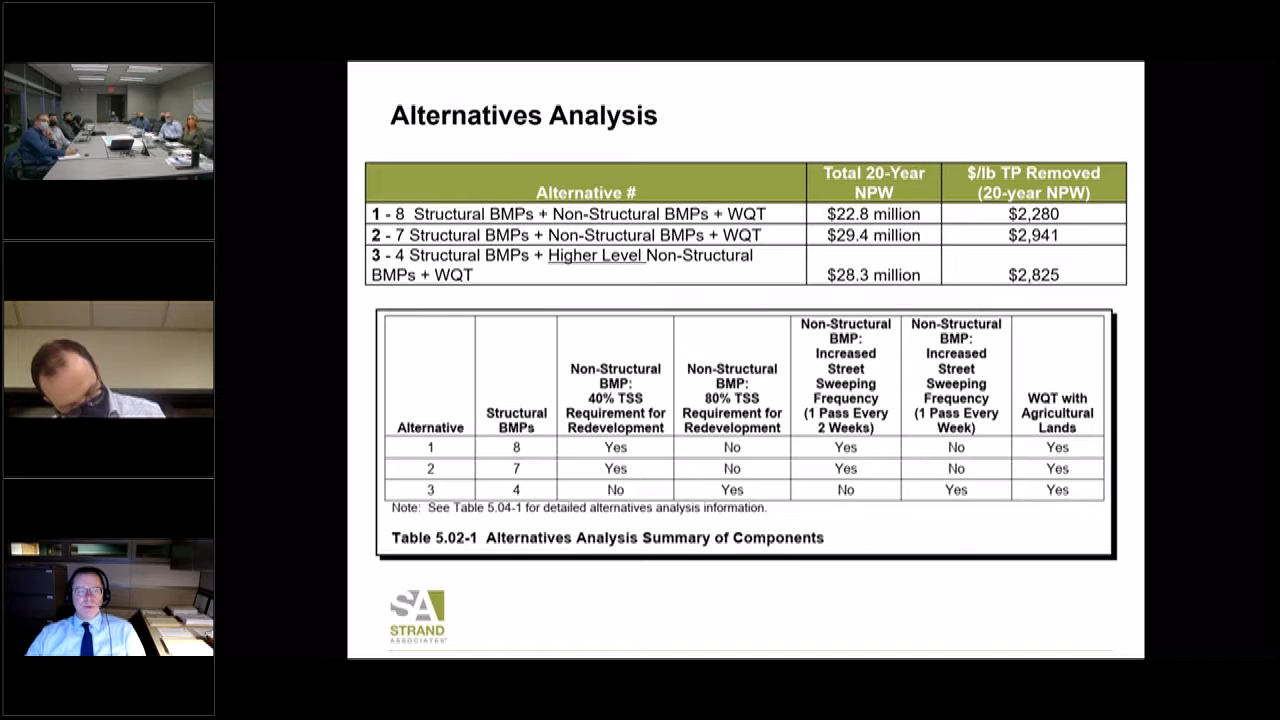 Alternatives Analysis
Alternative #
Total 20-Year
NPW
$/lb TP Removed
(20-year NPW)
1 - 8 Structural BMPs + Non-Structural BMPs + WQT
$22.8 million
$2,280
2 - 7 Structural BMPs + Non-Structural BMPs + WQT
$29.4 million
$2,941
3 - 4 Structural BMPs + Higher Level Non-Structural
BMPs + WQT
$28.3 million
$2,825
Alternative
Structural
BMPs
Non-Structural
BMP:
40% TSS
Requirement for
Redevelopment
Non-Structural
BMP:
80% TSS
Requirement for
Redevelopment
Non-Structural
BMP:
Increased
Street
Sweeping
Frequency
(1 Pass Every
2 Weeks)
Non-Structural
BMP:
Increased
Street
Sweeping
Frequency
(1 Pass Every
Week)
WQT with
Agricultural
Lands
1 8 Yes No Yes No Yes
2 7 Yes No Yes No Yes
3 4 No Yes No Yes Yes
Note: See Table 5.04-1 for detailed alternatives analysis information.
Table 5.02-1 Alternatives Analysis Summary of Components
SA
STRAND
ASSOCIATES®